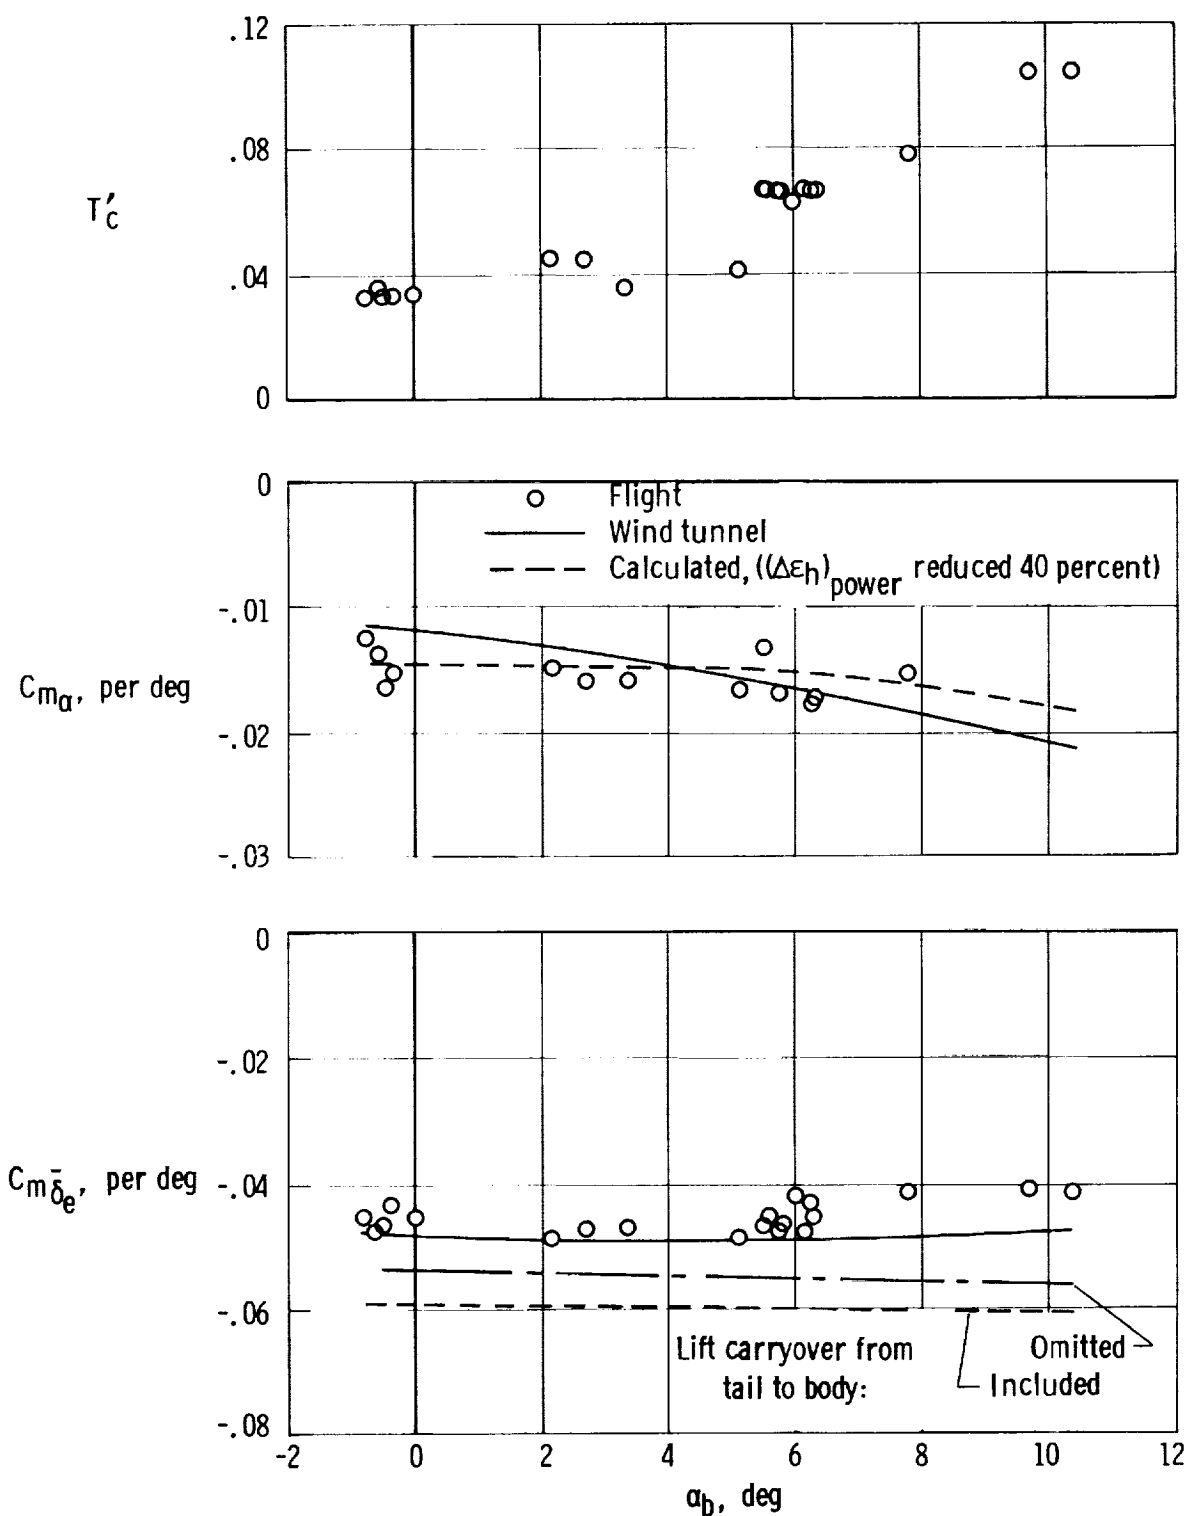 .12
.08
T'c
.04
0
0
Flight
Wind tunnel
Calculated, ((Δεh)power reduced 40 percent)
-.01
Cmα, per deg
-.02
-.03
0
-.02
Cmδ̄e, per deg
-.04
-.06
Lift carryover from
tail to body:
Omitted
Included
-.08
-2 0 2 4 6 8 10 12
αb, deg